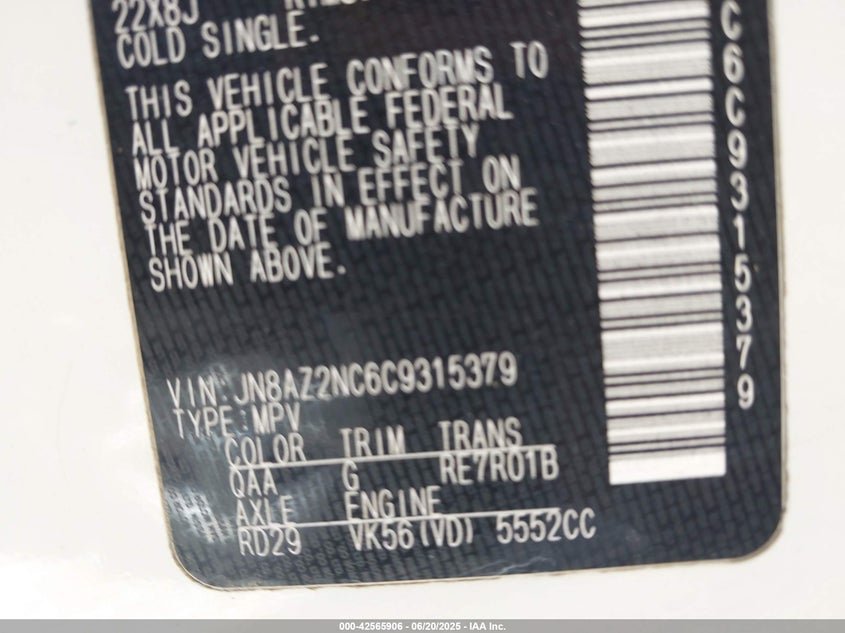 22X8J
COLD SINGLE.
THIS VEHICLE CONFORMS TO
ALL APPLICABLE FEDERAL
MOTOR VEHICLE SAFETY
STANDARDS IN EFFECT ON
THE DATE OF MANUFACTURE
SHOWN ABOVE.
C6C9315379
VIN:JN8AZ2NC6C9315379
TYPE:MPV
COLOR TRIM TRANS
QAA G RE7R01B
AXLE ENGINE
RD29 VK56(VD) 5552CC
000-42565906 - 06/20/2025 - IAA Inc.